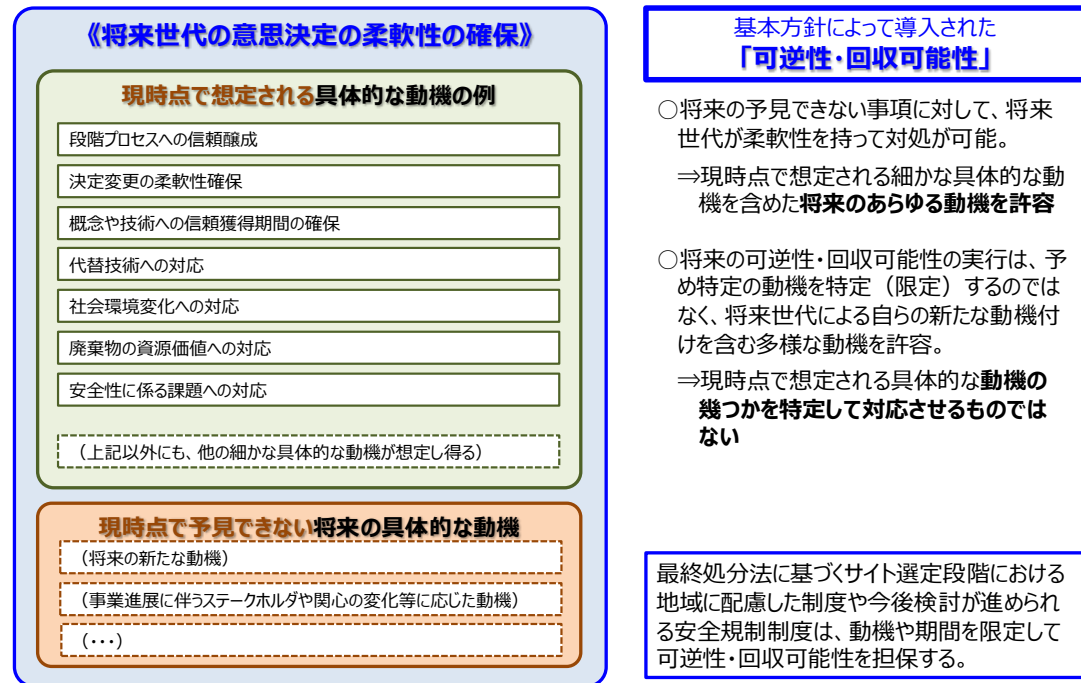 《将来世代の意思決定の柔軟性の確保》
現時点で想定される具体的な動機の例
段階プロセスへの信頼醸成
決定変更の柔軟性確保
概念や技術への信頼獲得期間の確保
代替技術への対応
社会環境変化への対応
廃棄物の資源価値への対応
安全性に係る課題への対応
（上記以外にも、他の細かな具体的な動機が想定し得る）
現時点で予見できない将来の具体的な動機
（将来の新たな動機）
（事業進展に伴うステークホルダや関心の変化等に応じた動機）
（・・・）
基本方針によって導入された
「可逆性・回収可能性」
○将来の予見できない事項に対して、将来
世代が柔軟性を持って対処が可能。
⇒現時点で想定される細かな具体的な動
機を含めた将来のあらゆる動機を許容
○将来の可逆性・回収可能性の実行は、予
め特定の動機を特定（限定）するのでは
なく、将来世代による自らの新たな動機付
けを含む多様な動機を許容。
⇒現時点で想定される具体的な動機の
幾つかを特定して対応させるものでは
ない
最終処分法に基づくサイト選定段階における
地域に配慮した制度や今後検討が進められ
る安全規制制度は、動機や期間を限定して
可逆性・回収可能性を担保する。